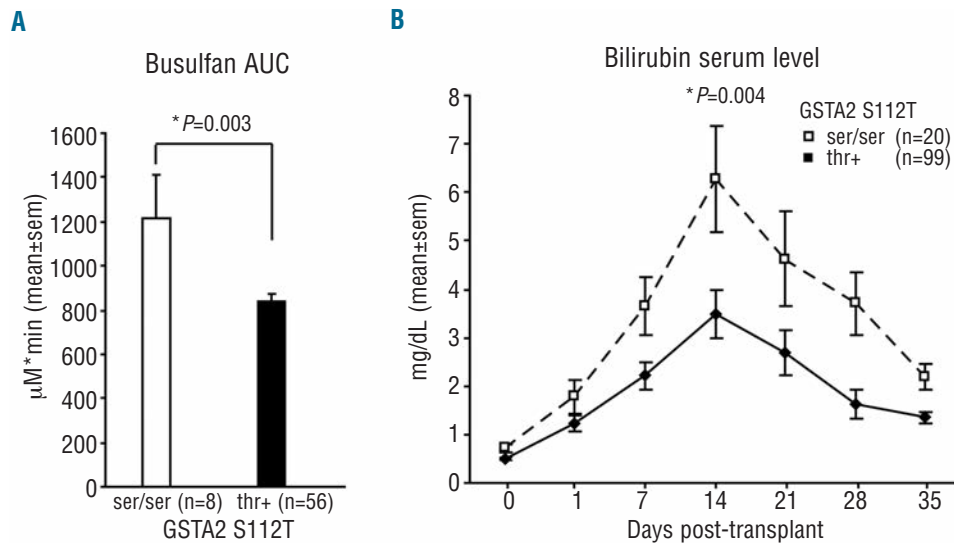 A
Busulfan AUC
*P=0.003
μM*min (mean±sem)
1600
1400
1200
1000
800
600
400
200
0
ser/ser (n=8) thr+ (n=56)
GSTA2 S112T
B
Bilirubin serum level
*P=0.004
GSTA2 S112T
ser/ser (n=20)
thr+ (n=99)
mg/dL (mean±sem)
8
7
6
5
4
3
2
1
0
0 1 7 14 21 28 35
Days post-transplant